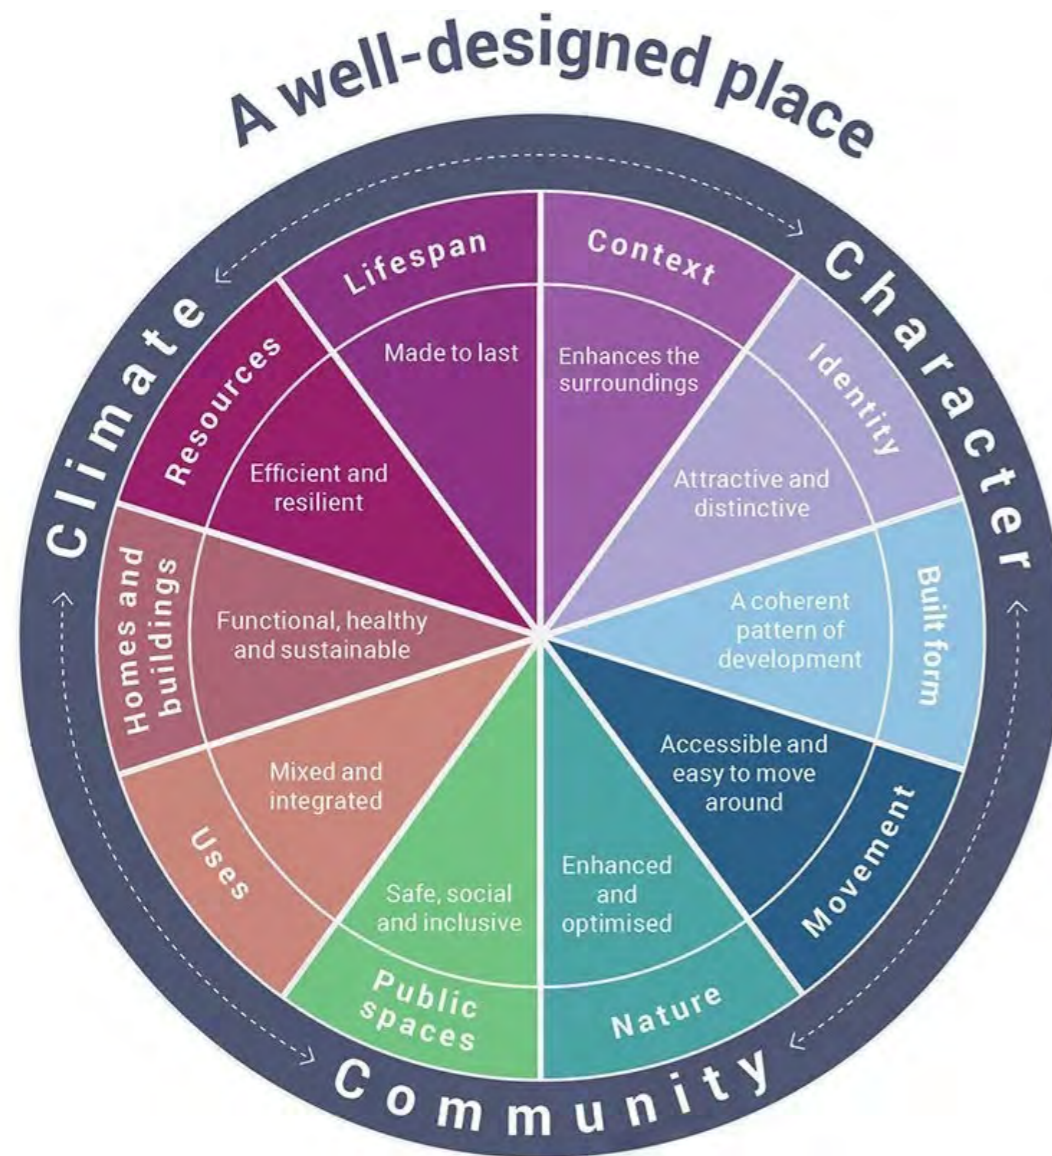 A well-designed place
Climate
Character
Community
Lifespan
Made to last
Context
Enhances the
surroundings
Identity
Attractive and
distinctive
Built form
A coherent
pattern of
development
Movement
Accessible and
easy to move
around
Nature
Enhanced
and
optimised
Public
spaces
Safe, social
and inclusive
Uses
Mixed and
integrated
Homes and
buildings
Functional, healthy
and sustainable
Resources
Efficient and
resilient